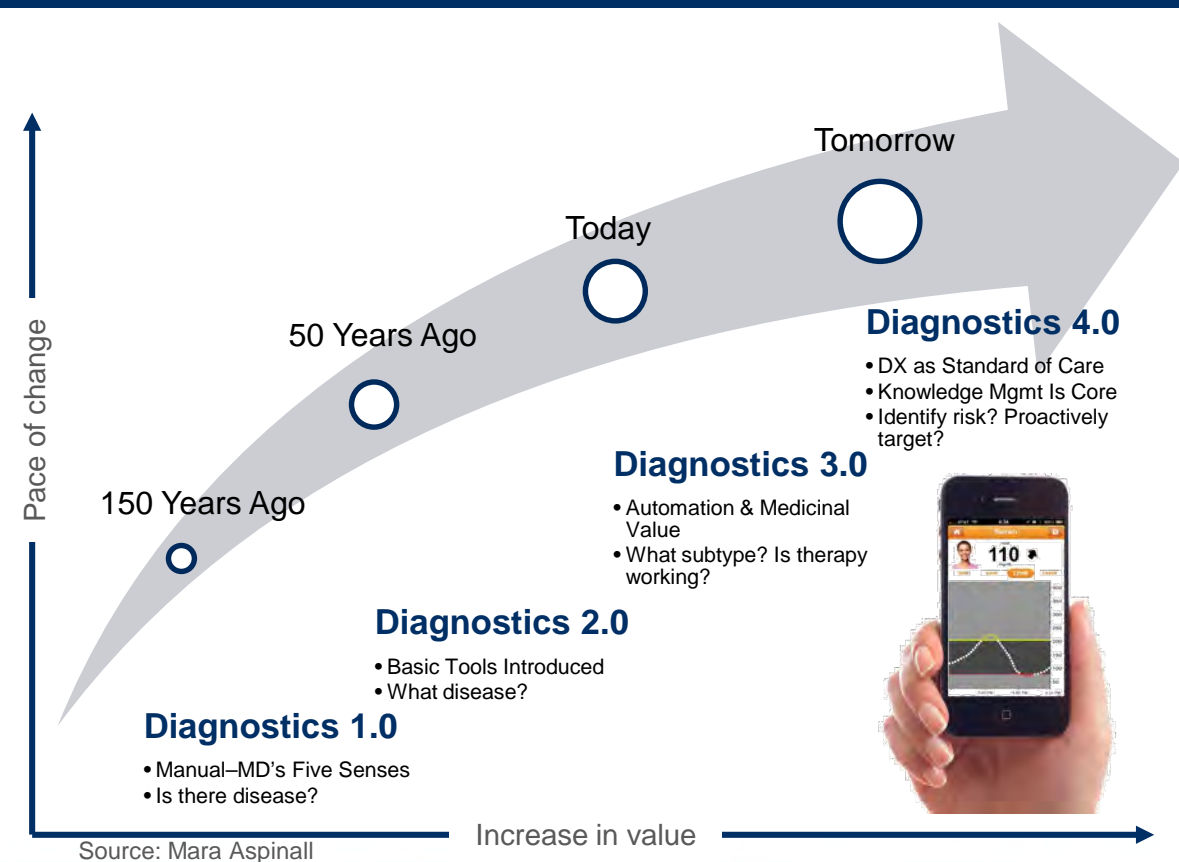 Tomorrow
Today
50 Years Ago
150 Years Ago
Pace of change
Diagnostics 4.0
• DX as Standard of Care
• Knowledge Mgmt Is Core
• Identify risk? Proactively
target?
Diagnostics 3.0
• Automation & Medicinal
Value
• What subtype? Is therapy
working?
Diagnostics 2.0
• Basic Tools Introduced
• What disease?
Diagnostics 1.0
• Manual–MD's Five Senses
• Is there disease?
110
Increase in value
Source: Mara Aspinall